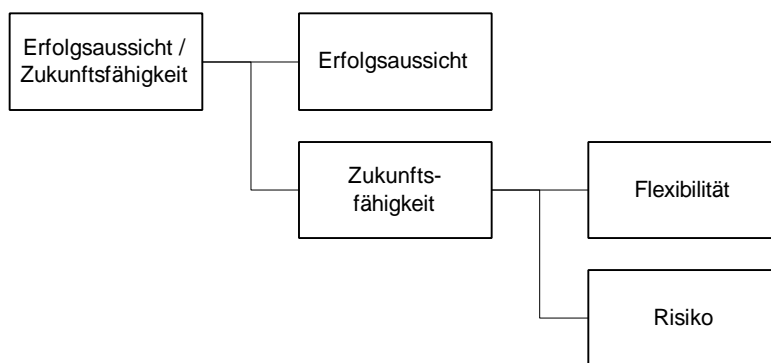 Erfolgsaussicht /
Zukunftsfähigkeit
Erfolgsaussicht
Zukunfts-
fähigkeit
Flexibilität
Risiko